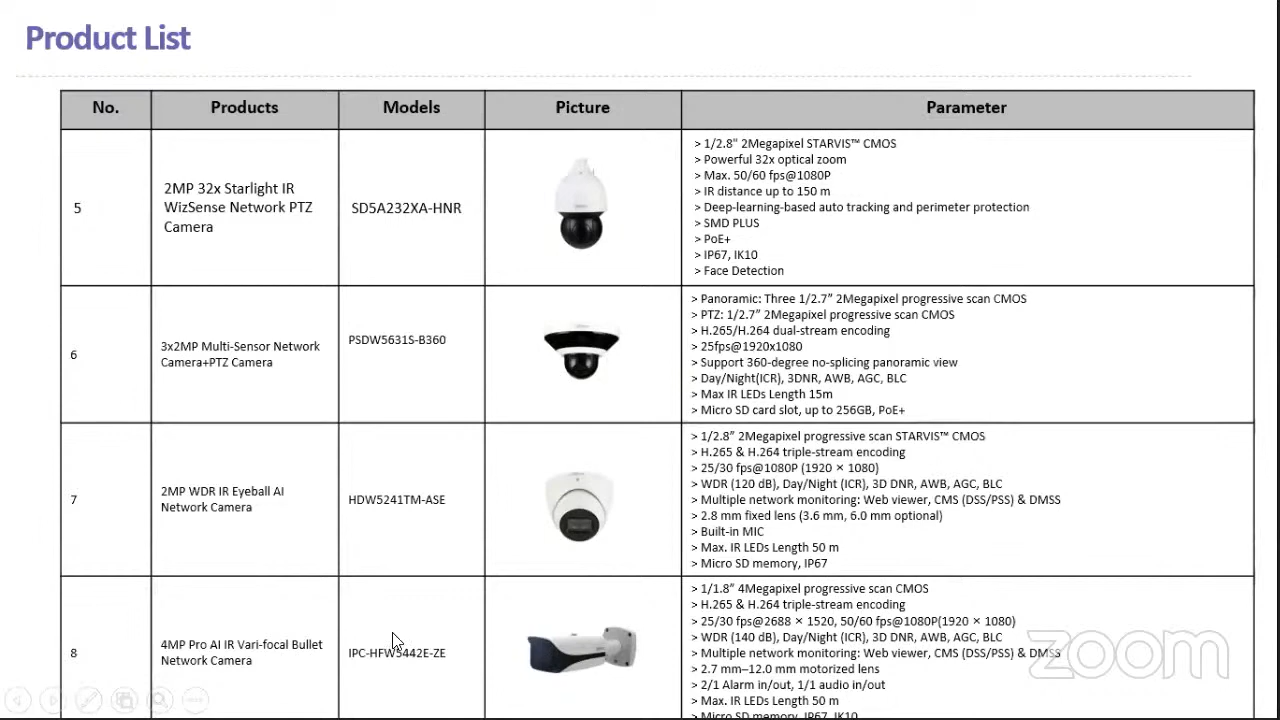 Product List
No. Products Models Picture Parameter
5
2MP 32x Starlight IR
WizSense Network PTZ
Camera
SD5A232XA-HNR
> 1/2.8" 2Megapixel STARVIS™ CMOS
> Powerful 32x optical zoom
> Max. 50/60 fps@1080P
> IR distance up to 150 m
> Deep-learning-based auto tracking and perimeter protection
> SMD PLUS
> PoE+
> IP67, IK10
> Face Detection
6
3x2MP Multi-Sensor Network
Camera+PTZ Camera
PSDW5631S-B360
> Panoramic: Three 1/2.7” 2Megapixel progressive scan CMOS
> PTZ: 1/2.7” 2Megapixel progressive scan CMOS
> H.265/H.264 dual-stream encoding
> 25fps@1920x1080
> Support 360-degree no-splicing panoramic view
> Day/Night(ICR), 3DNR, AWB, AGC, BLC
> Max IR LEDs Length 15m
> Micro SD card slot, up to 256GB, PoE+
7
2MP WDR IR Eyeball AI
Network Camera
HDW5241TM-ASE
> 1/2.8” 2Megapixel progressive scan STARVIS™ CMOS
> H.265 & H.264 triple-stream encoding
> 25/30 fps@1080P (1920 × 1080)
> WDR (120 dB), Day/Night (ICR), 3D DNR, AWB, AGC, BLC
> Multiple network monitoring: Web viewer, CMS (DSS/PSS) & DMSS
> 2.8 mm fixed lens (3.6 mm, 6.0 mm optional)
> Built-in MIC
> Max. IR LEDs Length 50 m
> Micro SD memory, IP67
8
4MP Pro AI IR Vari-focal Bullet
Network Camera
IPC-HFW5442E-ZE
> 1/1.8” 4Megapixel progressive scan CMOS
> H.265 & H.264 triple-stream encoding
> 25/30 fps@2688 × 1520, 50/60 fps@1080P(1920 × 1080)
> WDR (140 dB), Day/Night (ICR), 3D DNR, AWB, AGC, BLC
> Multiple network monitoring: Web viewer, CMS (DSS/PSS) & DMSS
> 2.7 mm–12.0 mm motorized lens
> 2/1 Alarm in/out, 1/1 audio in/out
> Max. IR LEDs Length 50 m
> Micro SD memory, IP67, IK10
zoom